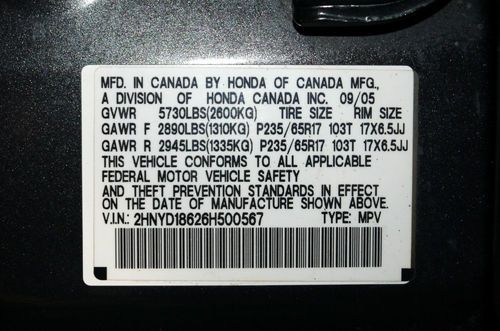 MFD. IN CANADA BY HONDA OF CANADA MFG.,
A DIVISION OF HONDA CANADA INC. 09/05
GVWR 5730LBS(2600KG) TIRE SIZE RIM SIZE
GAWR F 2890LBS(1310KG) P235/65R17 103T 17X6.5JJ
GAWR R 2945LBS(1335KG) P235/65R17 103T 17X6.5JJ
THIS VEHICLE CONFORMS TO ALL APPLICABLE
FEDERAL MOTOR VEHICLE SAFETY
AND THEFT PREVENTION STANDARDS IN EFFECT
ON THE DATE OF MANUFACTURE SHOWN ABOVE.
V.I.N.: 2HNYD18626H500567 TYPE: MPV